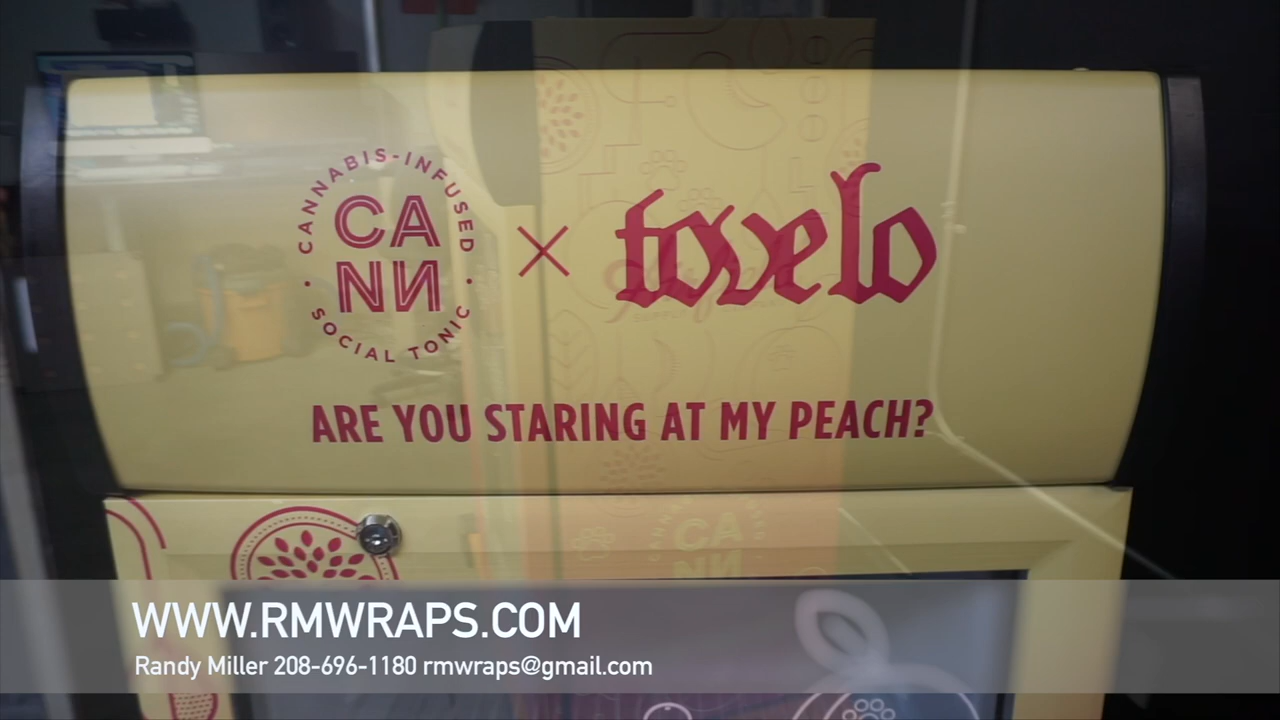 CANNABIS-INFUSED
CA
NN
SOCIAL TONIC
X
tovelo
ARE YOU STARING AT MY PEACH?
CA
NN
WWW.RMWRAPS.COM
Randy Miller 208-696-1180 rmwraps@gmail.com